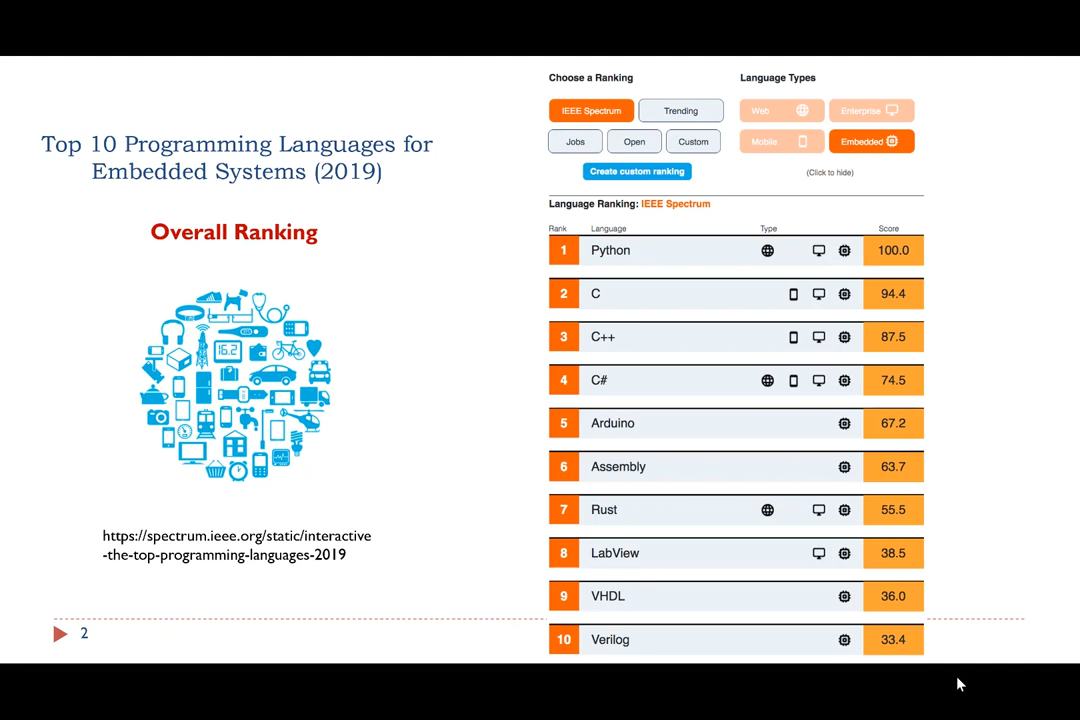 Top 10 Programming Languages for
Embedded Systems (2019)
Overall Ranking
16.2
https://spectrum.ieee.org/static/interactive
-the-top-programming-languages-2019
2
Choose a Ranking
Language Types
IEEE Spectrum
Trending
Web
Enterprise
Jobs
Open
Custom
Mobile
Embedded
Create custom ranking
(Click to hide)
Language Ranking: IEEE Spectrum
Rank Language Type Score
1 Python 100.0
2 C 94.4
3 C++ 87.5
4 C# 74.5
5 Arduino 67.2
6 Assembly 63.7
7 Rust 55.5
8 LabView 38.5
9 VHDL 36.0
10 Verilog 33.4